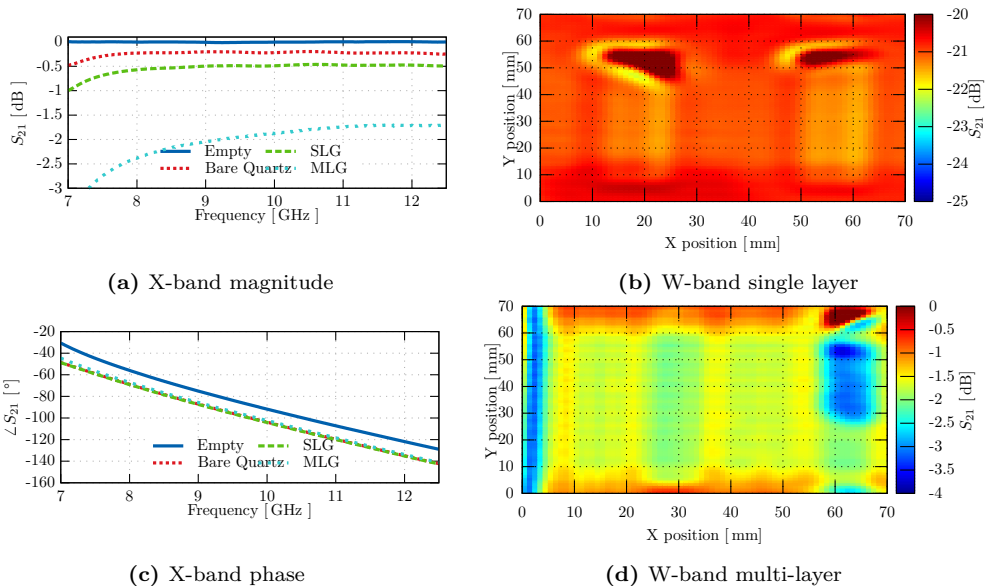 0
-0.5
-1
-1.5
-2
-2.5
-3
S21 [ dB]
Empty
Bare Quartz
SLG
MLG
7 8 9 10 11 12
Frequency [ GHz]
(a) X-band magnitude
70
60
50
40
30
20
10
0
Y position [ mm]
0 10 20 30 40 50 60 70
X position [ mm]
-20
-21
-22
-23
-24
-25
S21 [dB]
(b) W-band single layer
-20
-40
-60
-80
-100
-120
-140
-160
∠S21 [ °]
Empty
Bare Quartz
SLG
MLG
7 8 9 10 11 12
Frequency [ GHz]
(c) X-band phase
70
60
50
40
30
20
10
0
Y position [ mm]
0 10 20 30 40 50 60 70
X position [ mm]
0
-0.5
-1
-1.5
-2
-2.5
-3
-3.5
-4
S21 [dB]
(d) W-band multi-layer